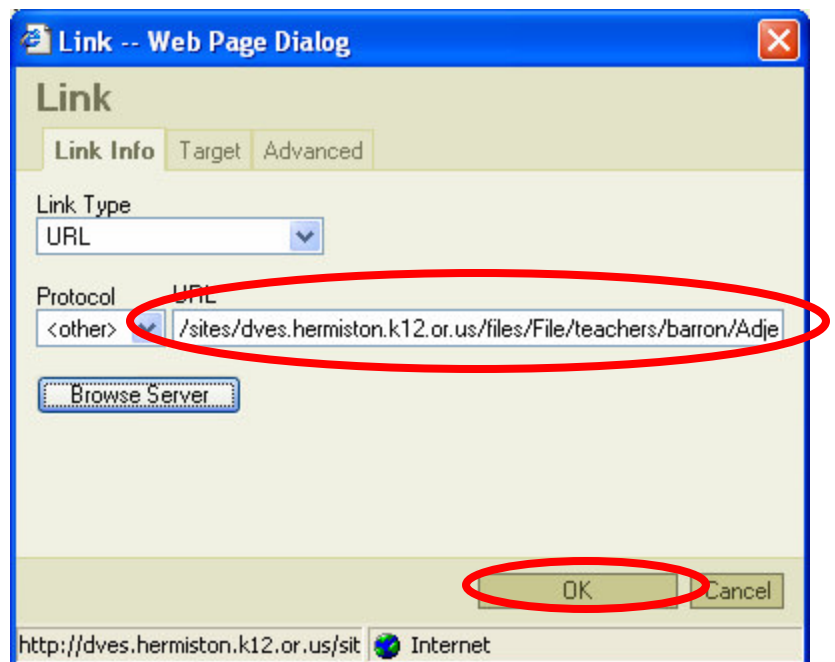 Link -- Web Page Dialog
Link
Link Info Target Advanced
Link Type
URL
Protocol URL
<other> /sites/dves.hermiston.k12.or.us/files/File/teachers/barron/Adje
Browse Server
OK Cancel
http://dves.hermiston.k12.or.us/sit Internet